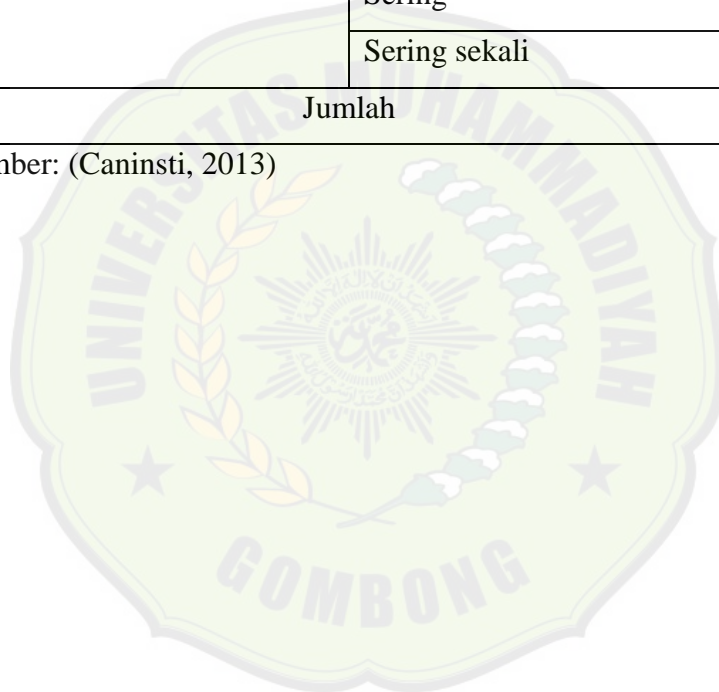 Sering
Sering sekali
Jumlah
mber: (Caninsti, 2013)
UNIVERSITAS MUHAMMADIYAH
GOMBONG